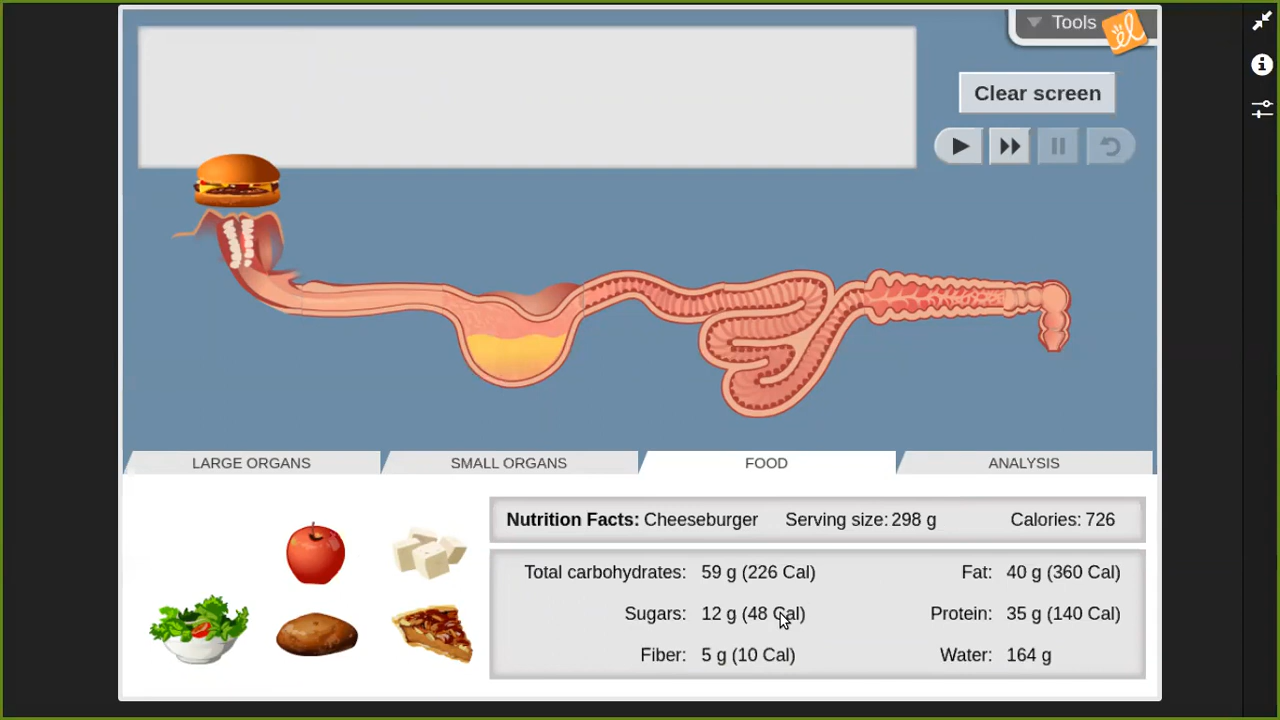 Tools
Clear screen
LARGE ORGANS
SMALL ORGANS
FOOD
ANALYSIS
Nutrition Facts: Cheeseburger Serving size: 298 g Calories: 726
Total carbohydrates: 59 g (226 Cal) Fat: 40 g (360 Cal)
Sugars: 12 g (48 Cal) Protein: 35 g (140 Cal)
Fiber: 5 g (10 Cal) Water: 164 g